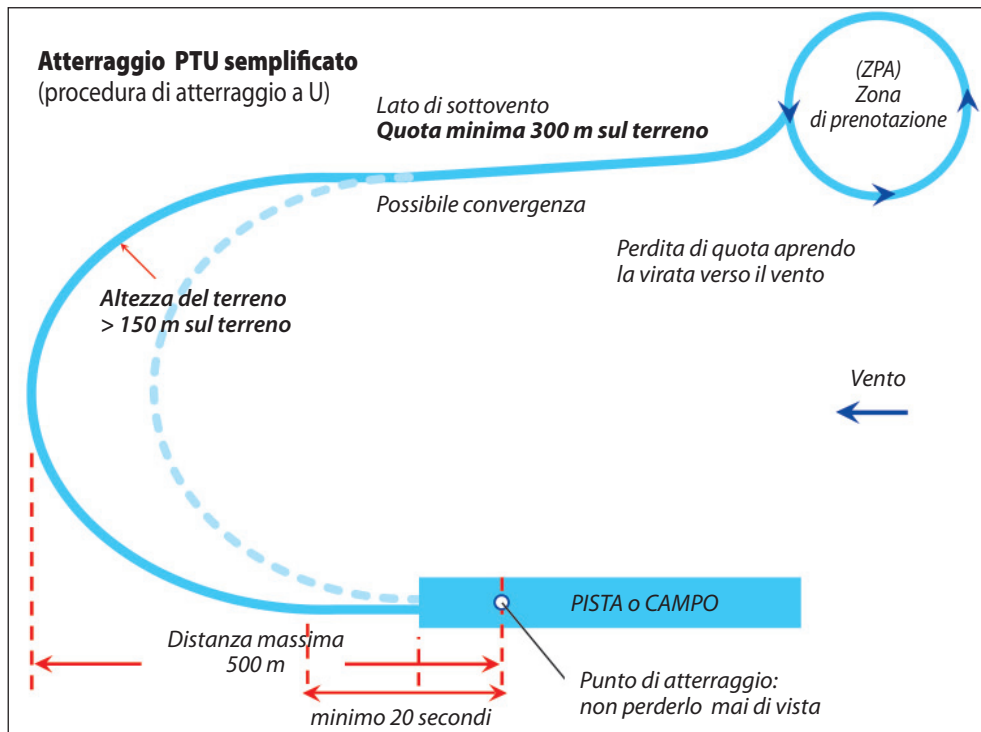 Atterraggio PTU semplificato
(procedura di atterraggio a U)
(ZPA)
Zona
di prenotazione
Lato di sottovento
Quota minima 300 m sul terreno
Possibile convergenza
Perdita di quota aprendo
la virata verso il vento
Altezza del terreno
> 150 m sul terreno
Vento
PISTA o CAMPO
Distanza massima
500 m
Punto di atterraggio:
non perderlo mai di vista
minimo 20 secondi